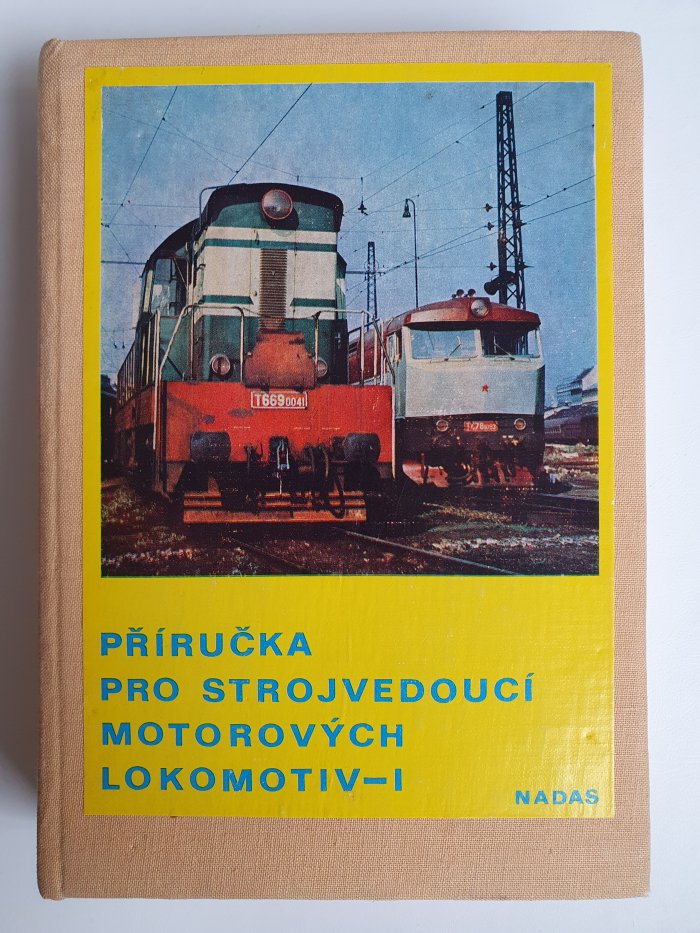 T669 0041
PŘÍRUČKA
PRO STROJVEDOUCÍ
MOTOROVÝCH
LOKOMOTIV–I
NADAS